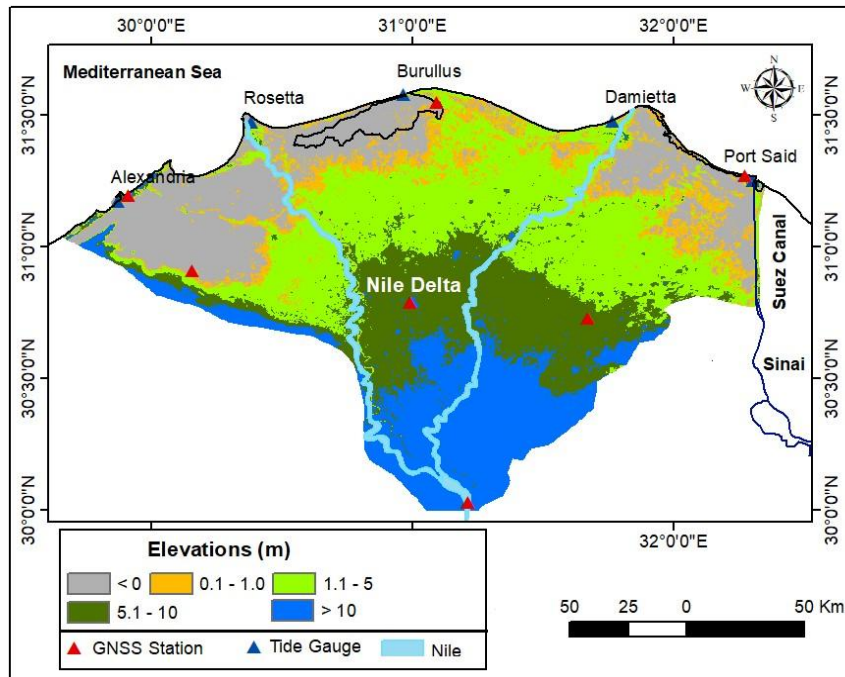 30°0'0"E 31°0'0"E 32°0'0"E
Mediterranean Sea
Burullus
N
W E
S
Rosetta
Damietta
31°30'0"N
31°30'0"N
Port Said
Alexandria
31°0'0"N
31°0'0"N
Suez Canal
Nile Delta
Sinai
30°30'0"N
30°30'0"N
30°0'0"N
30°0'0"N
31°0'0"E
32°0'0"E
Elevations (m)
< 0 0.1 - 1.0 1.1 - 5
5.1 - 10 > 10
GNSS Station Tide Gauge Nile
50 25 0 50 Km